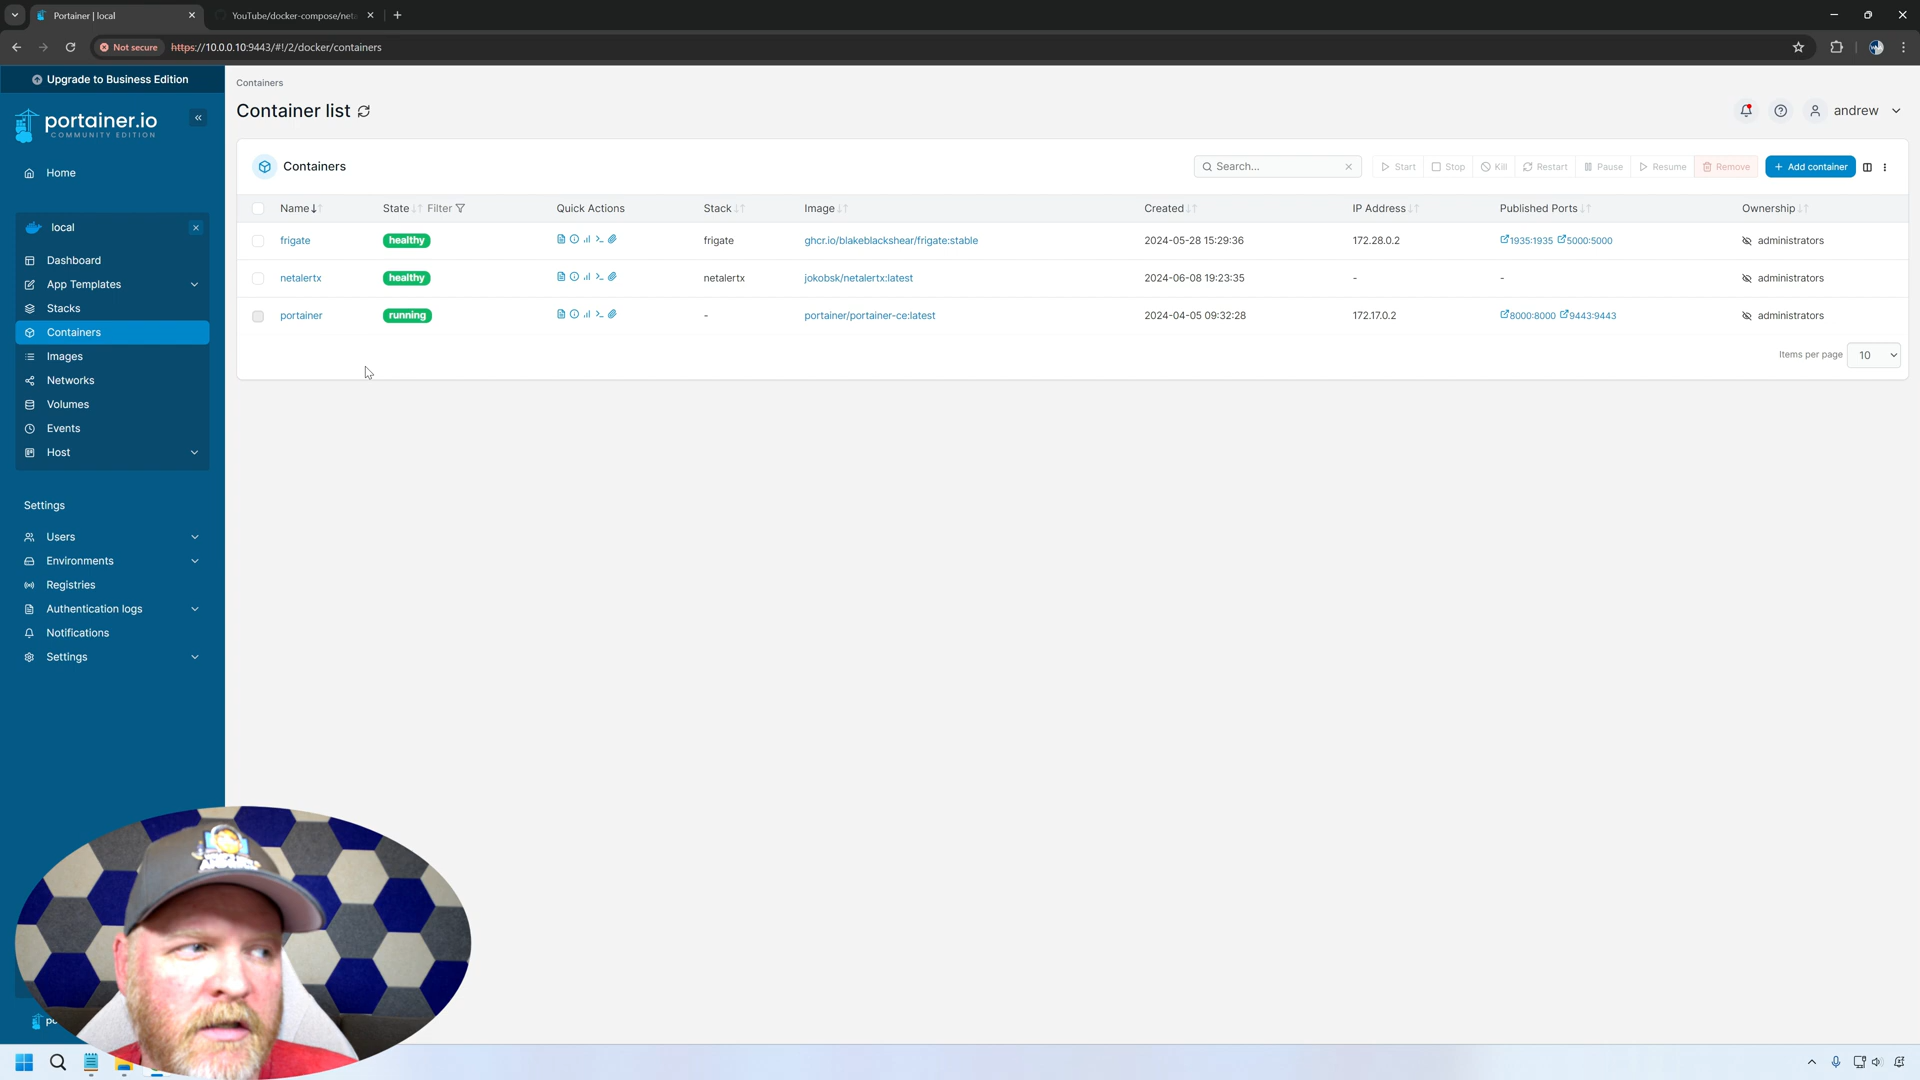 Portainer | local
YouTube/docker-compose/neta
Not secure
https://10.0.0.10:9443/#!/2/docker/containers
Upgrade to Business Edition
portainer.io
COMMUNITY EDITION
Home
local
Dashboard
App Templates
Stacks
Containers
Images
Networks
Volumes
Events
Host
Settings
Users
Environments
Registries
Authentication logs
Notifications
Settings
Containers
Container list
andrew
Containers
Search...
Start
Stop
Kill
Restart
Pause
Resume
Remove
+ Add container
Name State Filter Quick Actions Stack Image Created IP Address Published Ports Ownership
frigate healthy frigate ghcr.io/blakeblackshear/frigate:stable 2024-05-28 15:29:36 172.28.0.2 1935:1935 5000:5000 administrators
netalertx healthy netalertx jokobsk/netalertx:latest 2024-06-08 19:23:35 - - administrators
portainer running - portainer/portainer-ce:latest 2024-04-05 09:32:28 172.17.0.2 8000:8000 9443:9443 administrators
Items per page 10